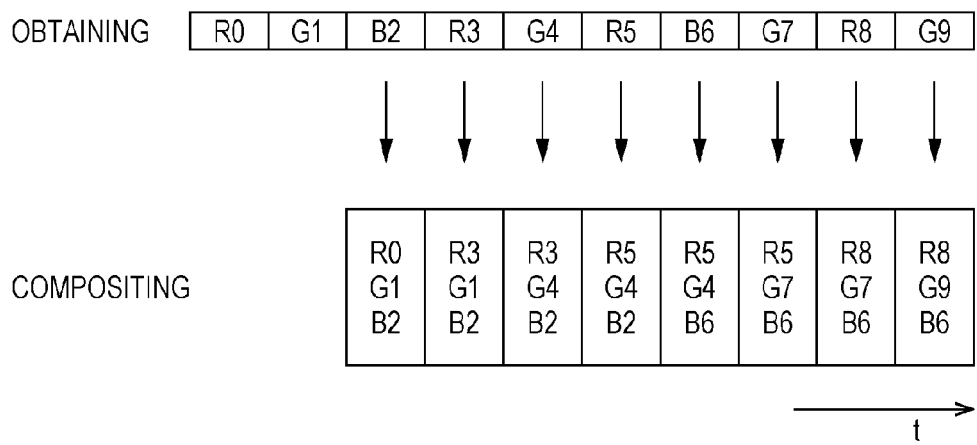 OBTAINING R0 G1 B2 R3 G4 R5 B6 G7 R8 G9
R0 R3 R3 R5 R5 R5 R8 R8
COMPOSITING G1 G1 G4 G4 G4 G7 G7 G9
B2 B2 B2 B2 B6 B6 B6 B6
t